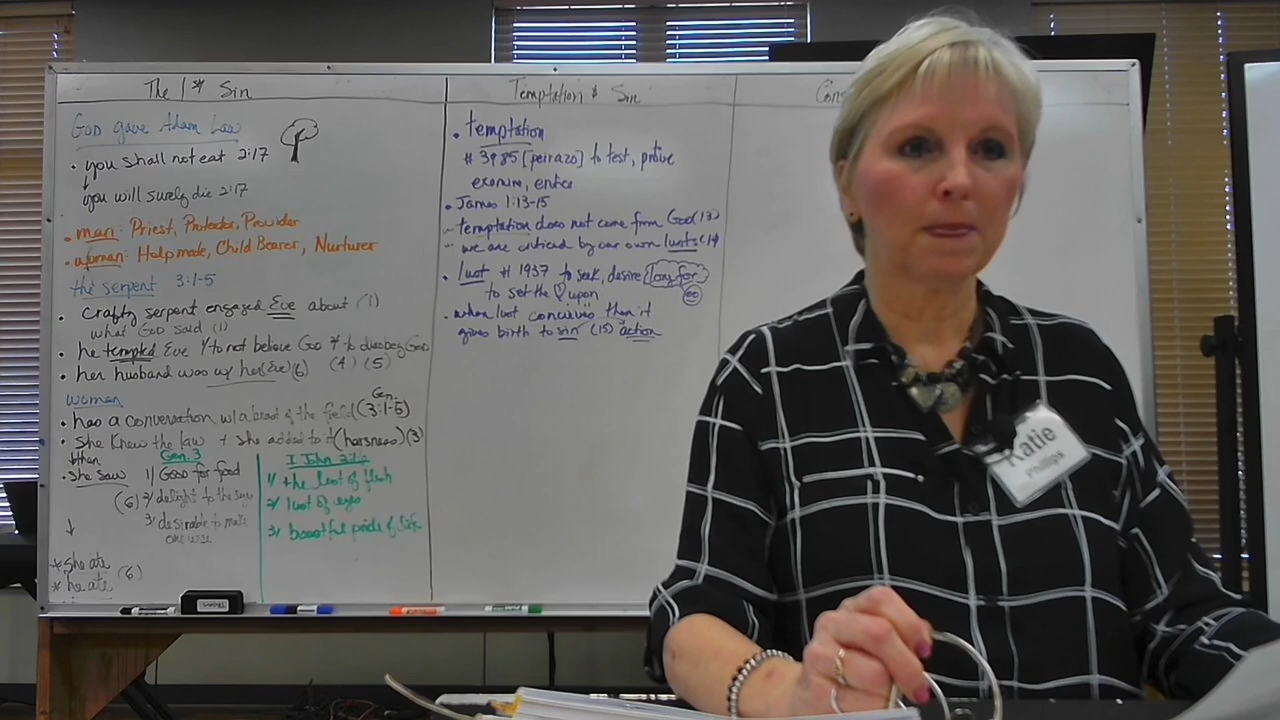 The 1st Sin
God gave Adam Law
• you shall not eat 2:17
you will surely die 2:17
• man: Priest, Protector, Provider
• woman: Helpmate, Child Bearer, Nurturer
the serpent 3:1-5
• crafty serpent engaged Eve about (1)
what God said (1)
• he tempted Eve 1/ to not believe God 2/ to disobey God
• her husband was w/ her (Eve) (6) (4) (5)
woman
• has a conversation w/ a beast of the field (Gen. 3:1-5)
• she knew the law + she added to it (harsness) (3)
then
• she saw
Gen. 3
1/ Good for food
(6) 2/ delight to the eyes
3/ desirable to make
one wise
* she ate
* he ate (6)
I John 2:16
1/ the lust of flesh
2/ lust of eyes
3/ boastful pride of life
Temptation & Sin
• temptation
# 3985 [peirazo] to test, prove
examine, entice
• James 1:13-15
temptation does not come from God (13)
we are enticed by our own lusts (14
• lust # 1937 to seek, desire long for
to set the ♡ upon
• when lust conceives then it
gives birth to sin (15) action
Cons
Katie
Phillips